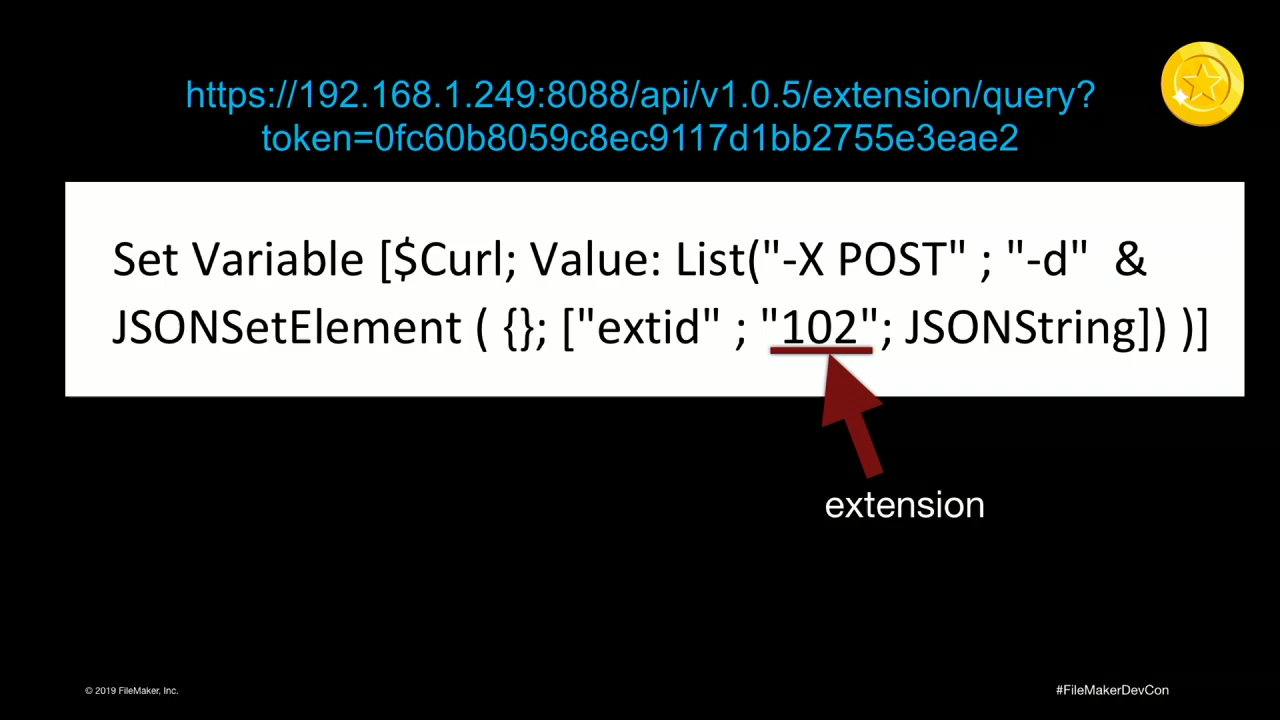 https://192.168.1.249:8088/api/v1.0.5/extension/query?
token=0fc60b8059c8ec9117d1bb2755e3eae2
Set Variable [$Curl; Value: List("-X POST" ; "-d"  &
JSONSetElement ( {}; ["extid" ; "102"; JSONString]) )]
extension
© 2019 FileMaker, Inc.
#FileMakerDevCon